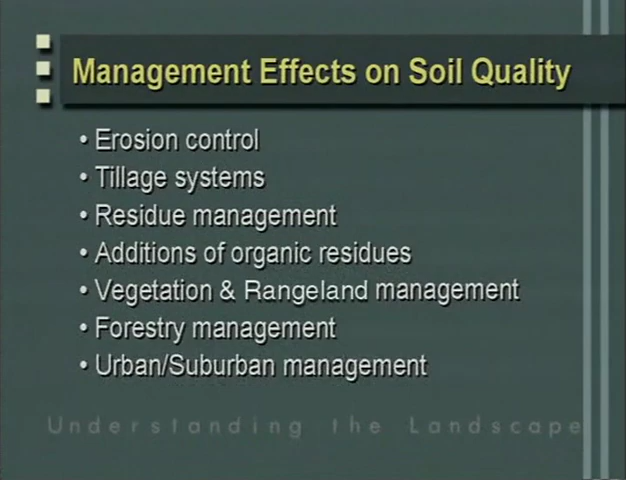 Management Effects on Soil Quality
• Erosion control
• Tillage systems
• Residue management
• Additions of organic residues
• Vegetation & Rangeland management
• Forestry management
• Urban/Suburban management
Understanding the Landscape